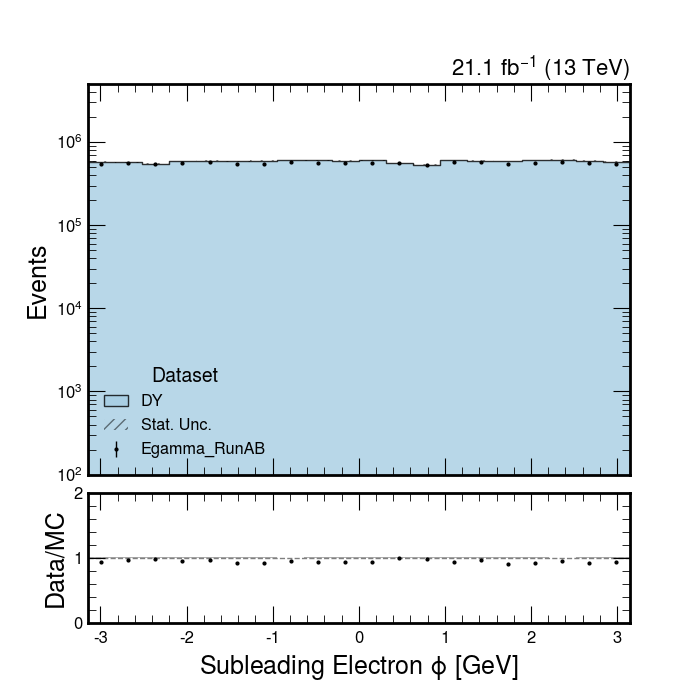 21.1 fb⁻¹ (13 TeV)
10⁶
10⁵
10⁴
10³
10²
Events
Dataset
DY
Stat. Unc.
Egamma_RunAB
2
1
0
Data/MC
-3 -2 -1 0 1 2 3
Subleading Electron ϕ [GeV]